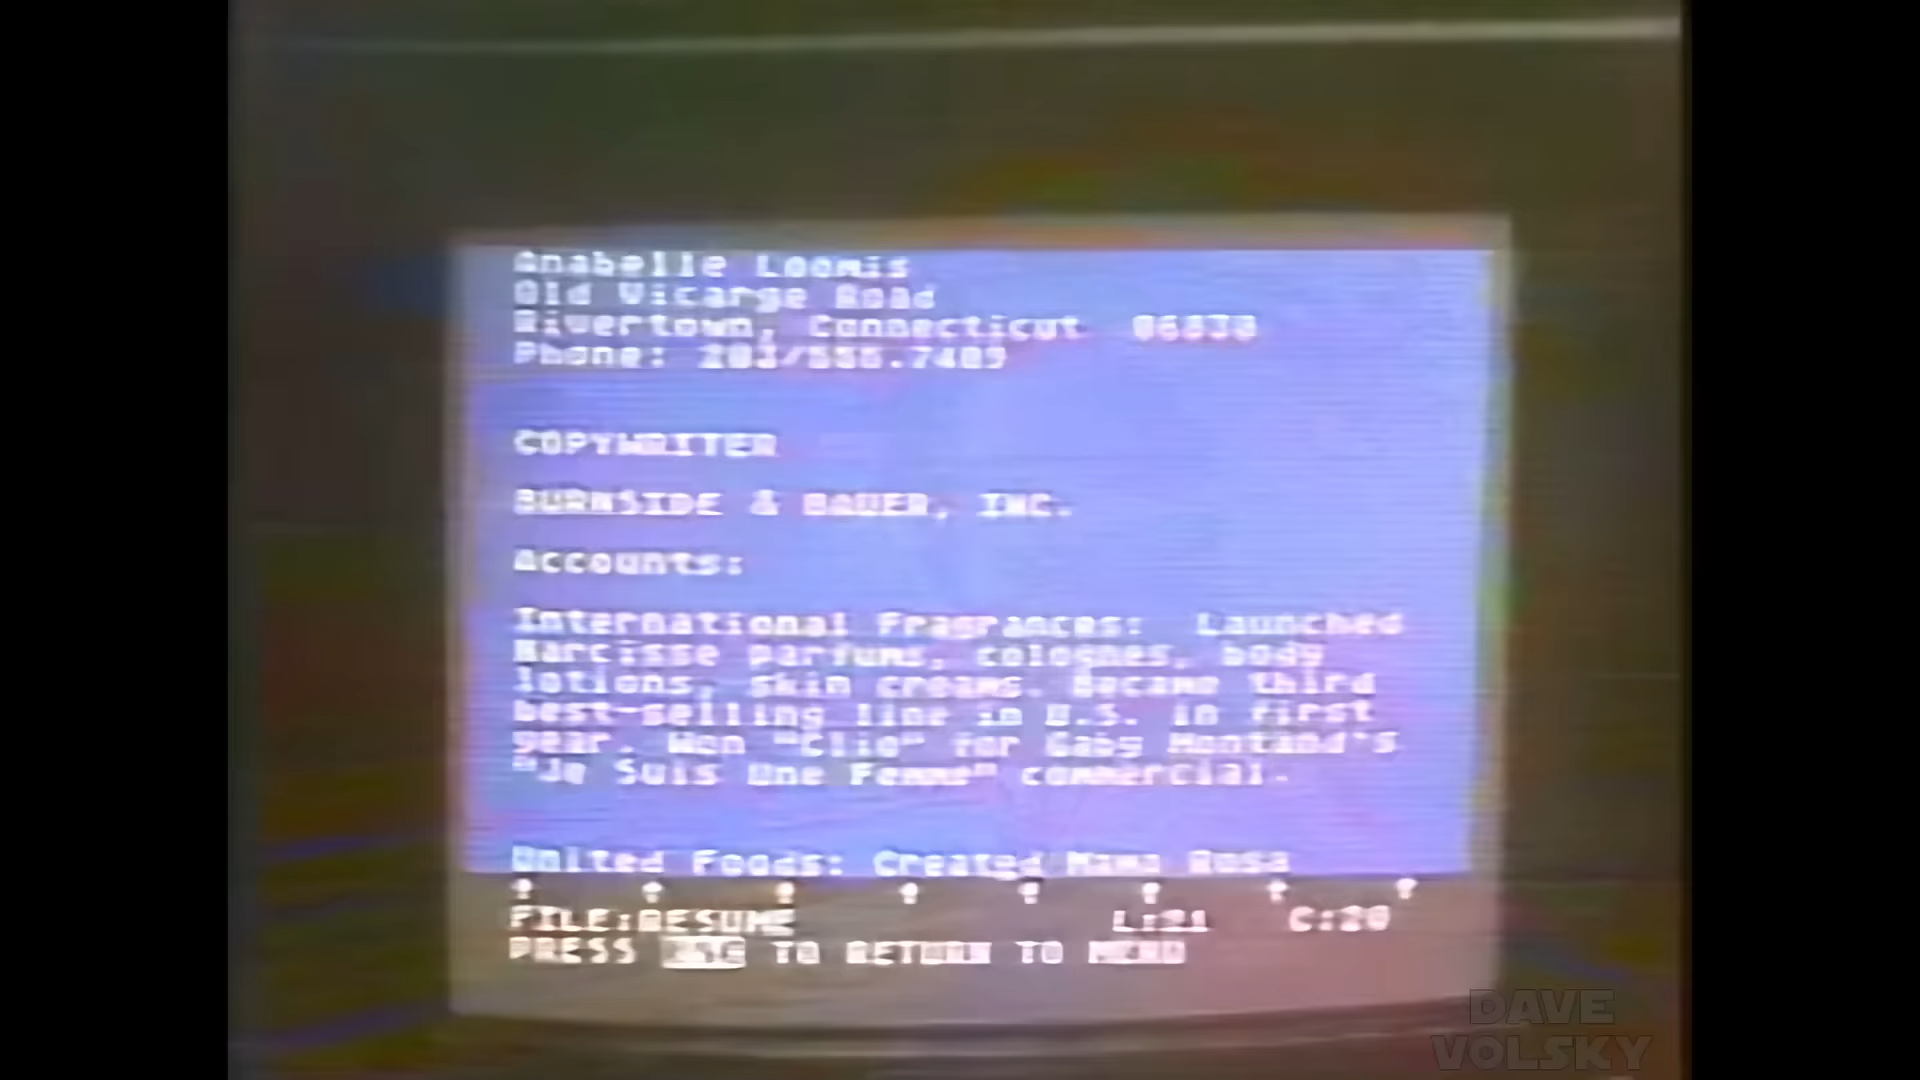 Anabelle Loomis
Old Vicarge Road
Rivertown, Connecticut 06838
Phone: 203/555.7489
COPYWRITER
BURNSIDE & BAUER, INC.
Accounts:
International Fragrances: Launched
Narcisse parfums, colognes, body
lotions, skin creams. Became third
best-selling line in U.S. in first
year. Won "Clio" for Gaby Montand's
"Je Suis Une Femme" commercial.
United Foods: Created Mama Rosa
FILE:RESUME L:21 C:20
PRESS ESC TO RETURN TO MENU
DAVE
VOLSKY